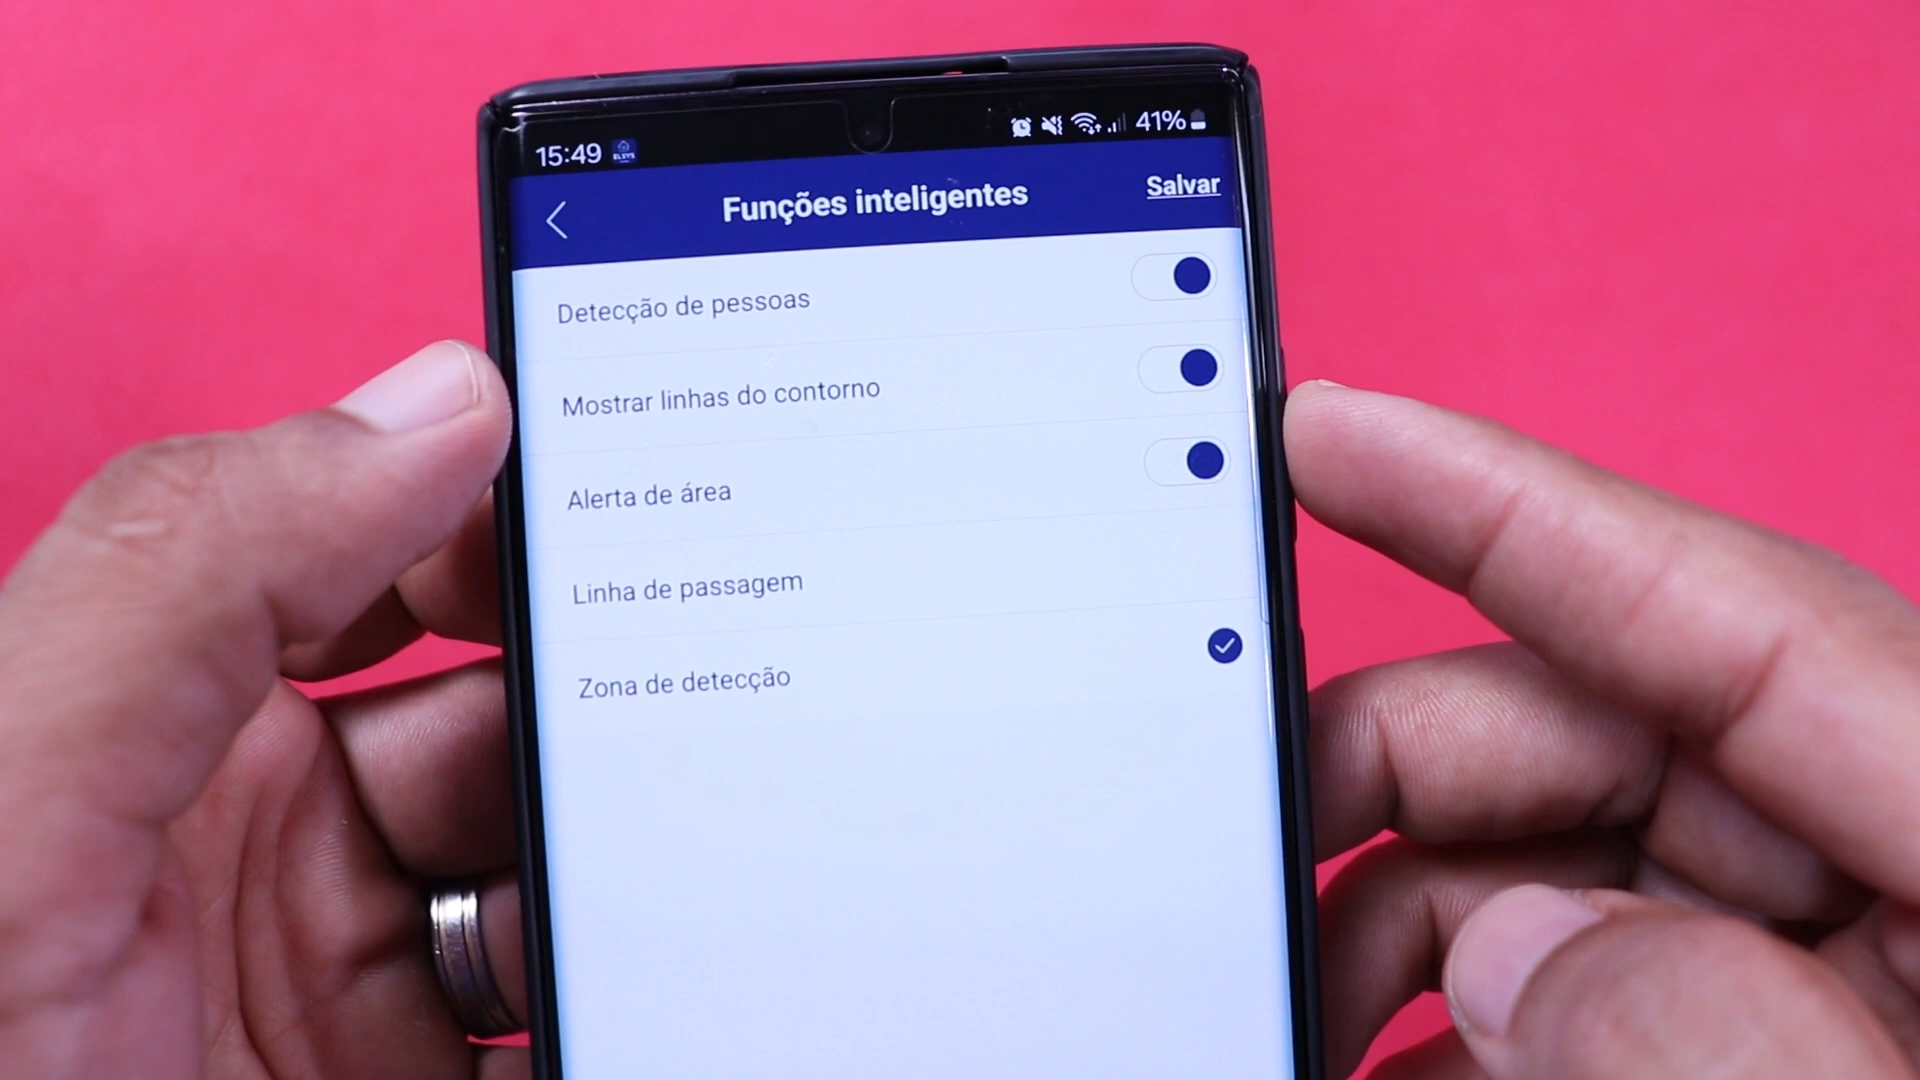 15:49 ELSYS 41%
Funções inteligentes Salvar
Detecção de pessoas
Mostrar linhas do contorno
Alerta de área
Linha de passagem
Zona de detecção